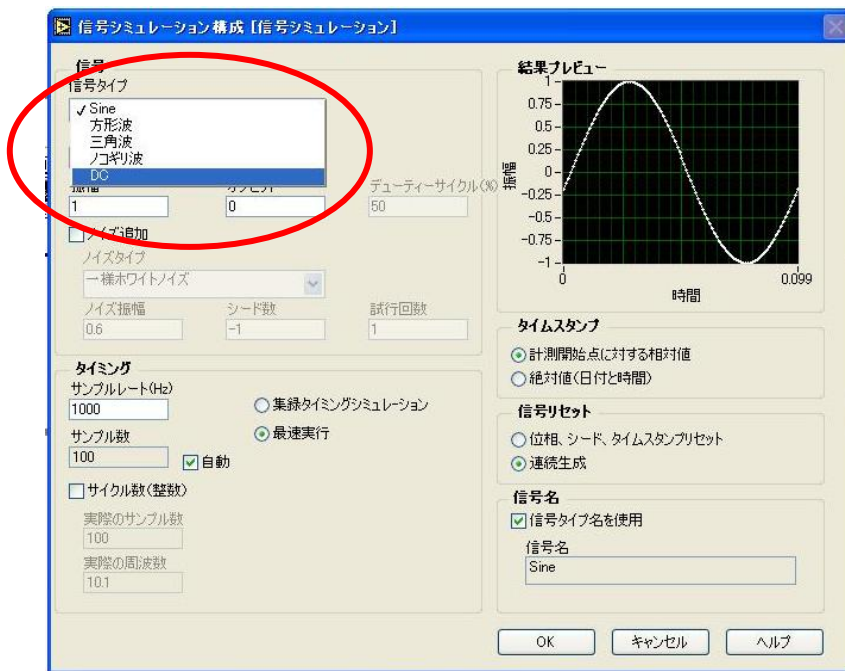 信号シミュレーション構成 [信号シミュレーション]
信号
信号タイプ
✓ Sine
方形波
三角波
ノコギリ波
DC
振幅
オフセット
デューティーサイクル(%)
1
0
50
ノイズ追加
ノイズタイプ
一様ホワイトノイズ
ノイズ振幅
シード数
試行回数
0.6
-1
1
タイミング
サンプルレート(Hz)
1000
集録タイミングシミュレーション
サンプル数
最速実行
100
自動
サイクル数(整数)
実際のサンプル数
100
実際の周波数
10.1
結果プレビュー
振幅
1
0.75
0.5
0.25
0
-0.25
-0.5
-0.75
-1
0
0.099
時間
タイムスタンプ
計測開始点に対する相対値
絶対値(日付と時間)
信号リセット
位相、シード、タイムスタンプリセット
連続生成
信号名
信号タイプ名を使用
信号名
Sine
OK
キャンセル
ヘルプ